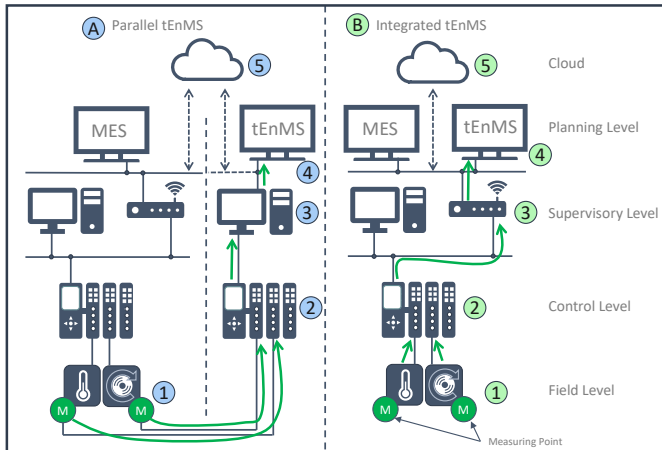 A Parallel tEnMS
B Integrated tEnMS
5
5
Cloud
MES
tEnMS
MES
tEnMS
Planning Level
4
4
3
3
Supervisory Level
2
2
Control Level
1
1
Field Level
M
M
M
M
Measuring Point